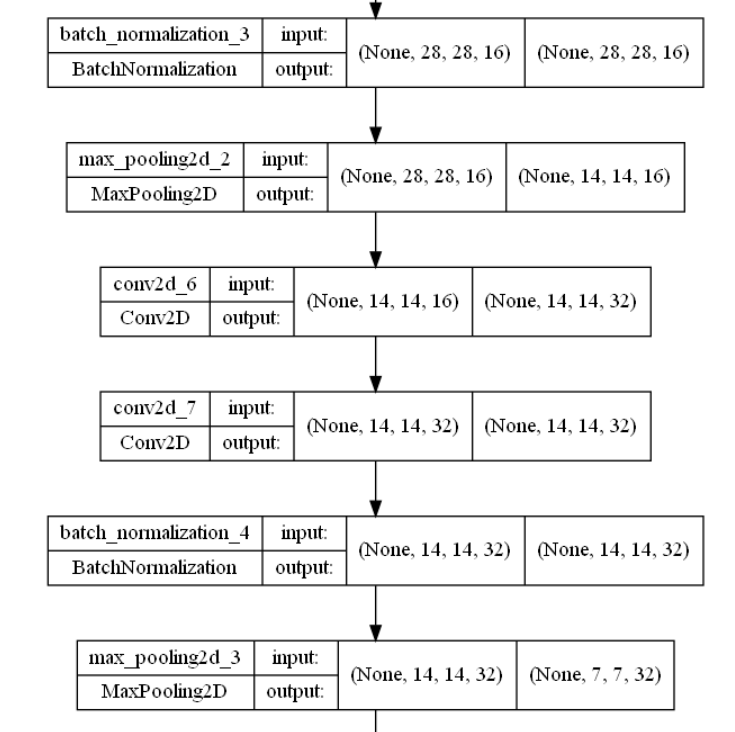 batch_normalization_3 input: (None, 28, 28, 16) (None, 28, 28, 16)
BatchNormalization output:
max_pooling2d_2 input: (None, 28, 28, 16) (None, 14, 14, 16)
MaxPooling2D output:
conv2d_6 input: (None, 14, 14, 16) (None, 14, 14, 32)
Conv2D output:
conv2d_7 input: (None, 14, 14, 32) (None, 14, 14, 32)
Conv2D output:
batch_normalization_4 input: (None, 14, 14, 32) (None, 14, 14, 32)
BatchNormalization output:
max_pooling2d_3 input: (None, 14, 14, 32) (None, 7, 7, 32)
MaxPooling2D output: